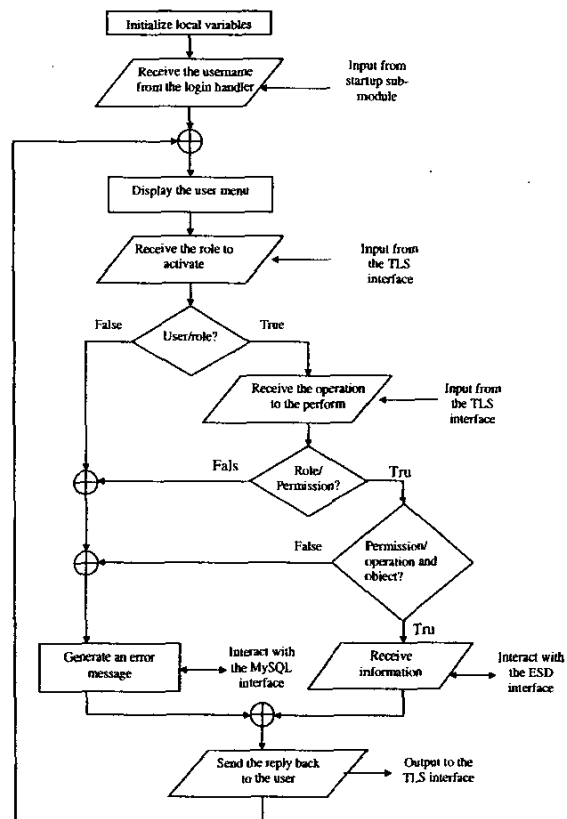 Initialize local variables
Receive the username
from the login handler
Input from
startup sub-
module
Display the user menu
Receive the role to
activate
Input from
the TLS
interface
False
User/role?
True
Receive the operation
to the perform
Input from
the TLS
interface
Fals
Role/
Permission?
Tru
False
Permission/
operation and
object?
Tru
Generate an error
message
Interact with
the MySQL
interface
Receive
information
Interact with
the ESD
interface
Send the reply back
to the user
Output to the
TLS interface